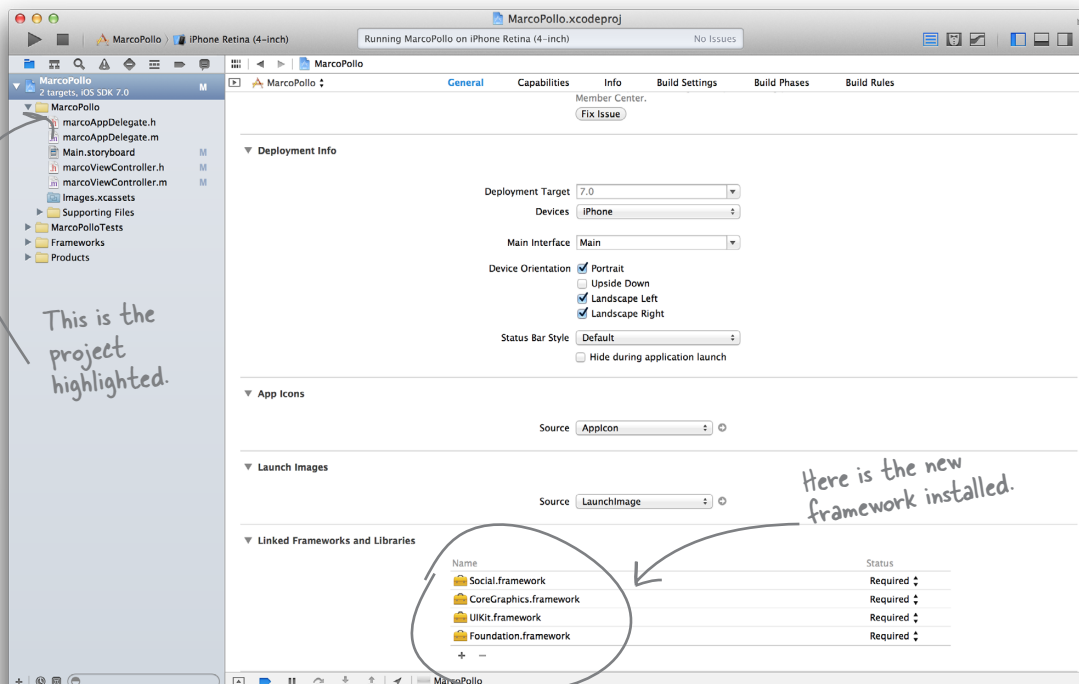 MarcoPollo.xcodeproj
MarcoPollo iPhone Retina (4-inch)
Running MarcoPollo on iPhone Retina (4-inch) No Issues
MarcoPollo
MarcoPollo M
2 targets, iOS SDK 7.0
MarcoPollo
marcoAppDelegate.h
marcoAppDelegate.m
Main.storyboard M
marcoViewController.h M
marcoViewController.m M
Images.xcassets
Supporting Files
MarcoPolloTests
Frameworks
Products
This is the
project
highlighted.
MarcoPollo General Capabilities Info Build Settings Build Phases Build Rules
Member Center.
Fix Issue
Deployment Info
Deployment Target 7.0
Devices iPhone
Main Interface Main
Device Orientation Portrait
Upside Down
Landscape Left
Landscape Right
Status Bar Style Default
Hide during application launch
App Icons
Source AppIcon
Launch Images
Source LaunchImage
Here is the new
framework installed.
Linked Frameworks and Libraries
Name Status
Social.framework Required
CoreGraphics.framework Required
UIKit.framework Required
Foundation.framework Required
MarcoPollo